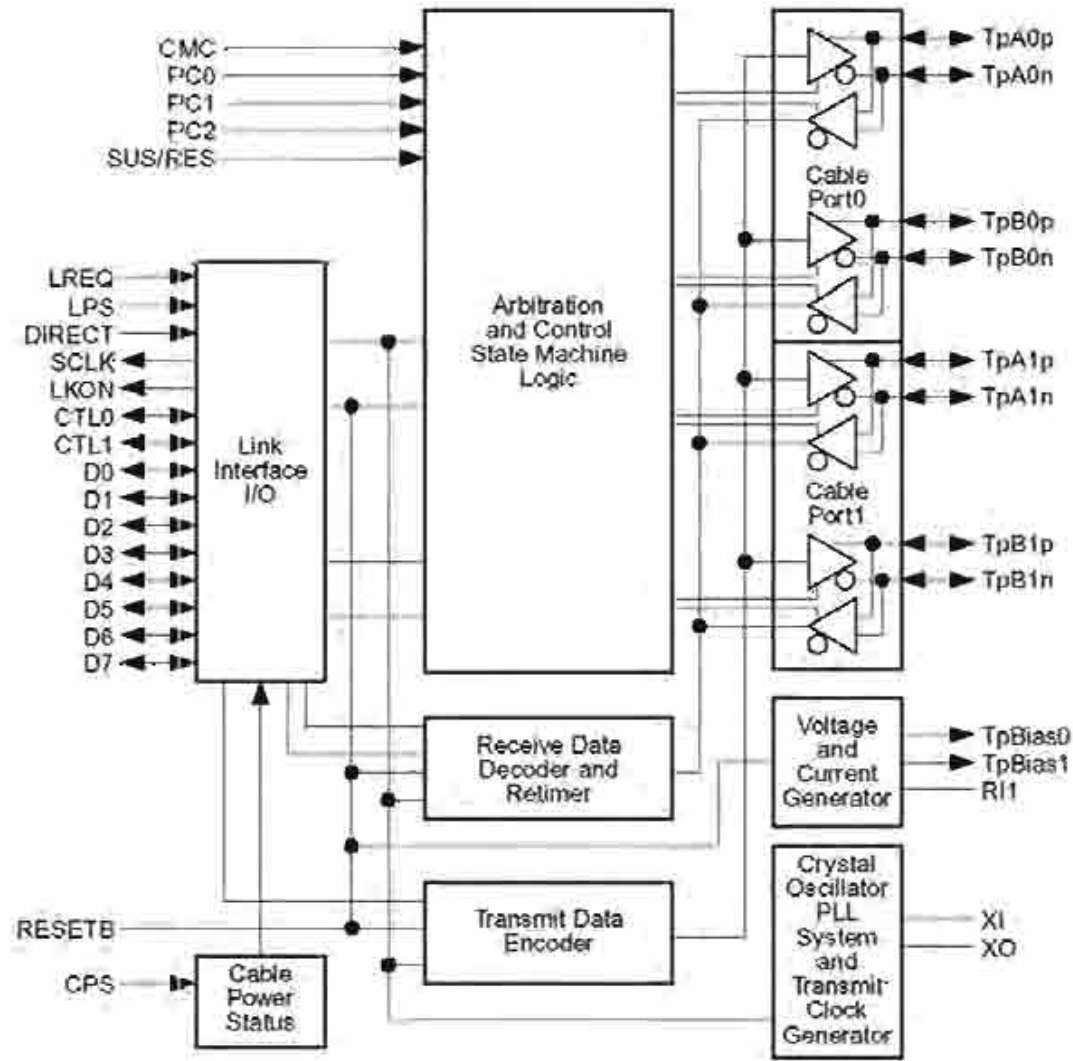 CMC
PC0
PC1
PC2
SUS/RES
LREQ
LPS
DIRECT
SCLK
LKON
CTL0
CTL1
D0
D1
D2
D3
D4
D5
D6
D7
RESETB
CPS
Link
Interface
I/O
Cable
Power
Status
Arbitration
and Control
State Machine
Logic
Receive Data
Decoder and
Retimer
Transmit Data
Encoder
Cable
Port0
Cable
Port1
Voltage
and
Current
Generator
Crystal
Oscillator
PLL
System
and
Transmit
Clock
Generator
TpA0p
TpA0n
TpB0p
TpB0n
TpA1p
TpA1n
TpB1p
TpB1n
TpBias0
TpBias1
RI1
XI
XO